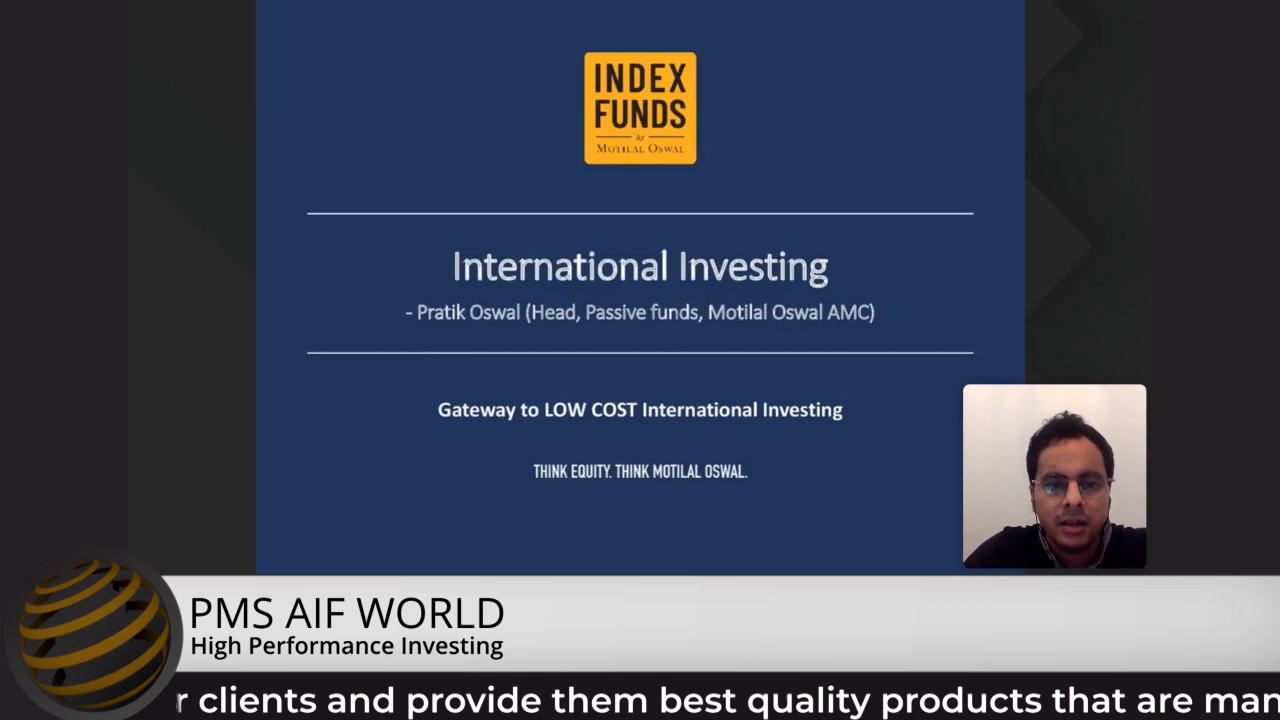 INDEX
FUNDS
by
MOTILAL OSWAL
International Investing
- Pratik Oswal (Head, Passive funds, Motilal Oswal AMC)
Gateway to LOW COST International Investing
THINK EQUITY. THINK MOTILAL OSWAL.
PMS AIF WORLD
High Performance Investing
r clients and provide them best quality products that are man